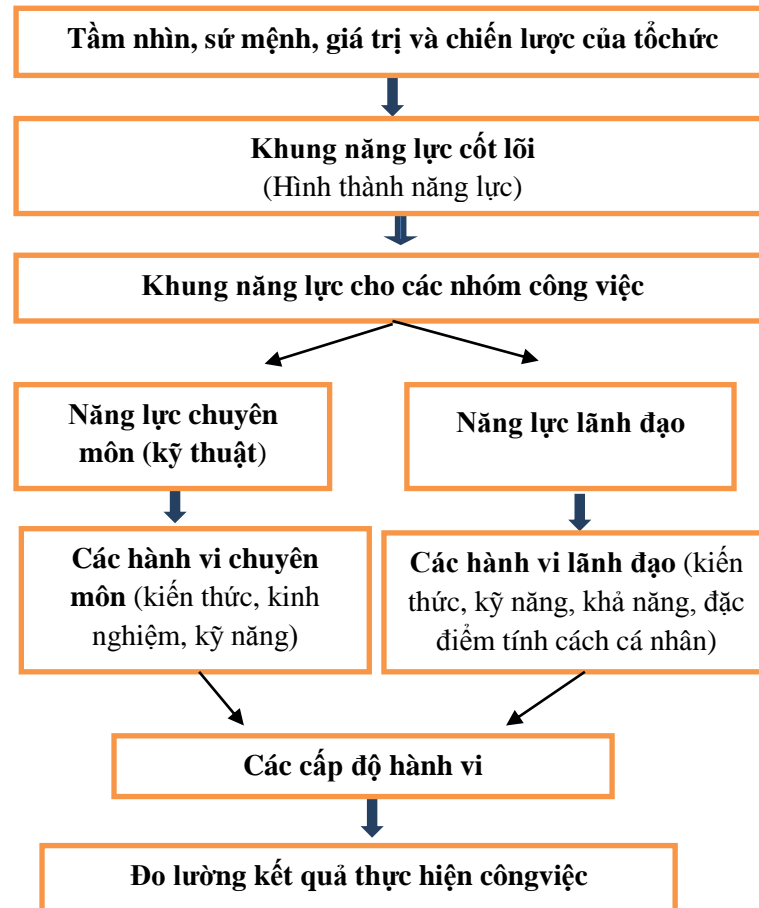 Tầm nhìn, sứ mệnh, giá trị và chiến lược của tổchức
Khung năng lực cốt lõi
(Hình thành năng lực)
Khung năng lực cho các nhóm công việc
Năng lực chuyên
môn (kỹ thuật)
Năng lực lãnh đạo
Các hành vi chuyên
môn (kiến thức, kinh
nghiệm, kỹ năng)
Các hành vi lãnh đạo (kiến
thức, kỹ năng, khả năng, đặc
điểm tính cách cá nhân)
Các cấp độ hành vi
Đo lường kết quả thực hiện côngviệc